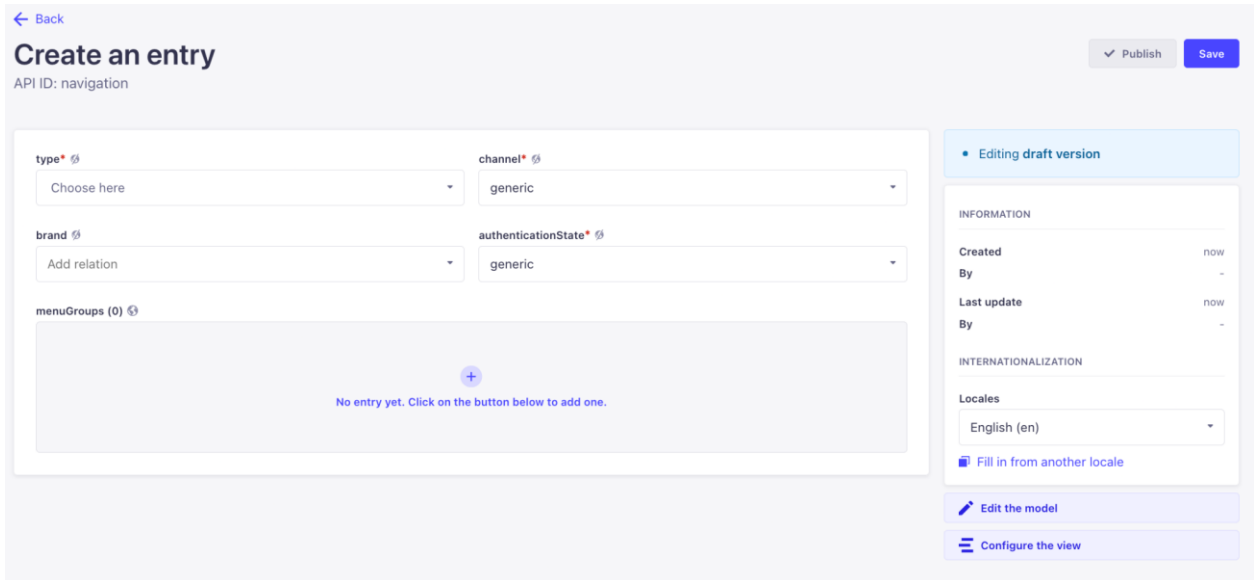 Back
Create an entry
API ID: navigation
Publish
Save
type*
channel*
Choose here
generic
brand
authenticationState*
Add relation
generic
menuGroups (0)
No entry yet. Click on the button below to add one.
Editing draft version
INFORMATION
Created now
By -
Last update now
By -
INTERNATIONALIZATION
Locales
English (en)
Fill in from another locale
Edit the model
Configure the view